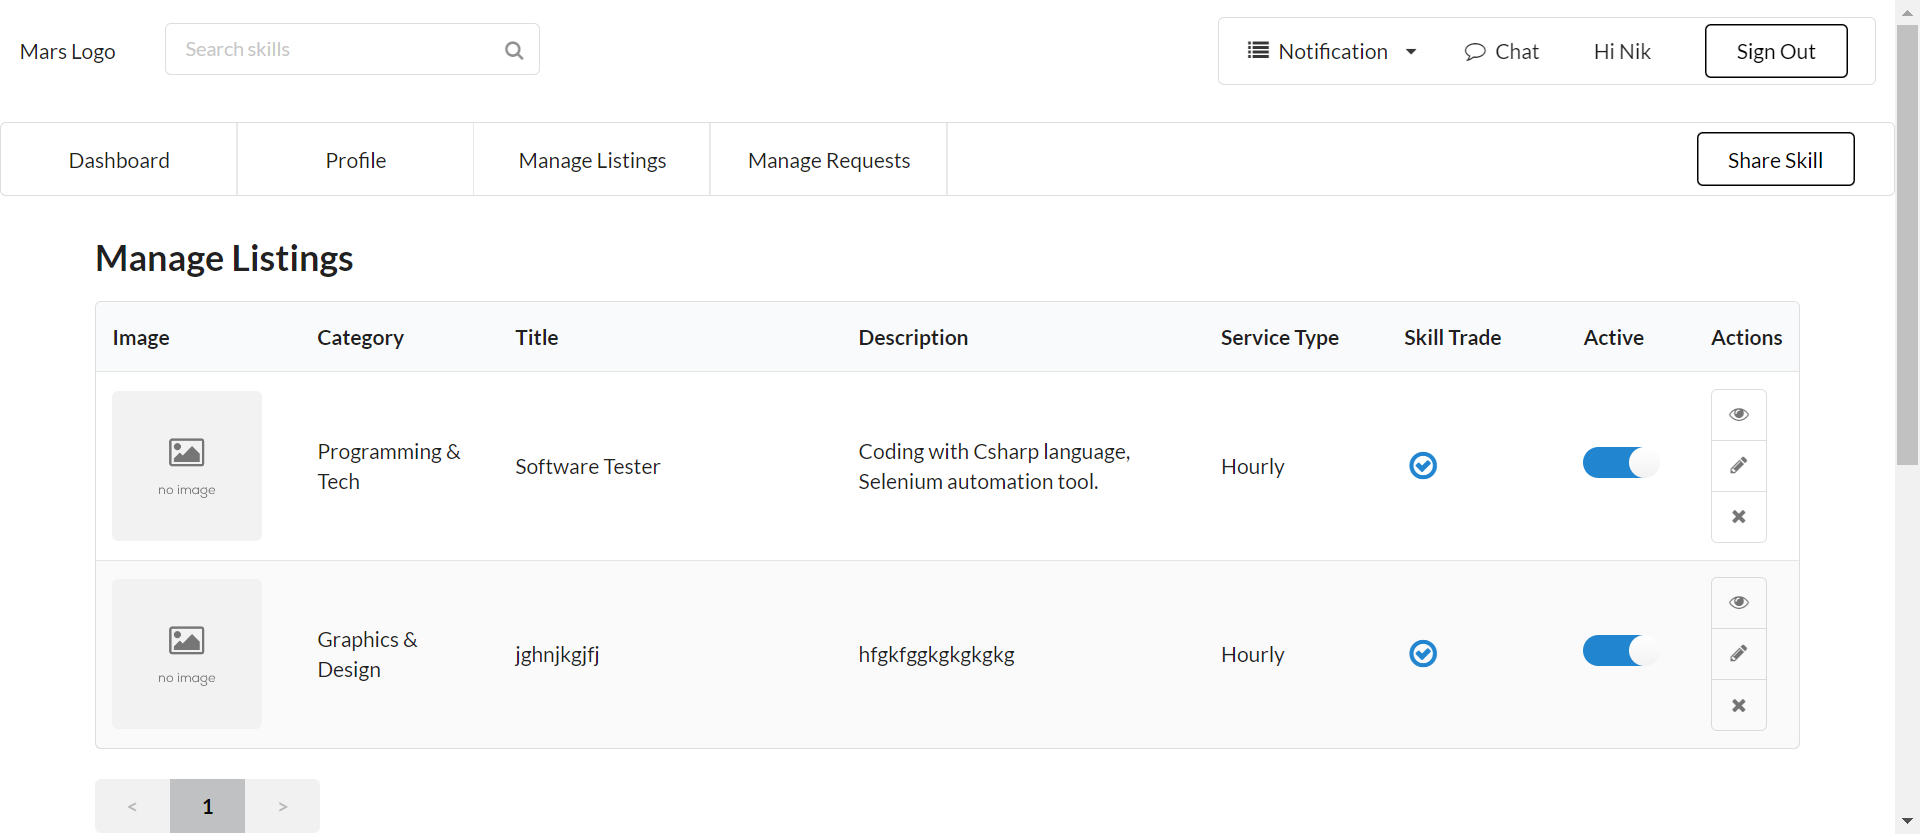 Mars Logo
Search skills
Notification
Chat
Hi Nik
Sign Out
Dashboard
Profile
Manage Listings
Manage Requests
Share Skill
Manage Listings
Image Category Title Description Service Type Skill Trade Active Actions
no image
Programming &
Tech
Software Tester
Coding with Csharp language,
Selenium automation tool.
Hourly
no image
Graphics &
Design
jghnjkgjfj
hfgkfggkgkgkgkg
Hourly
< 1 >